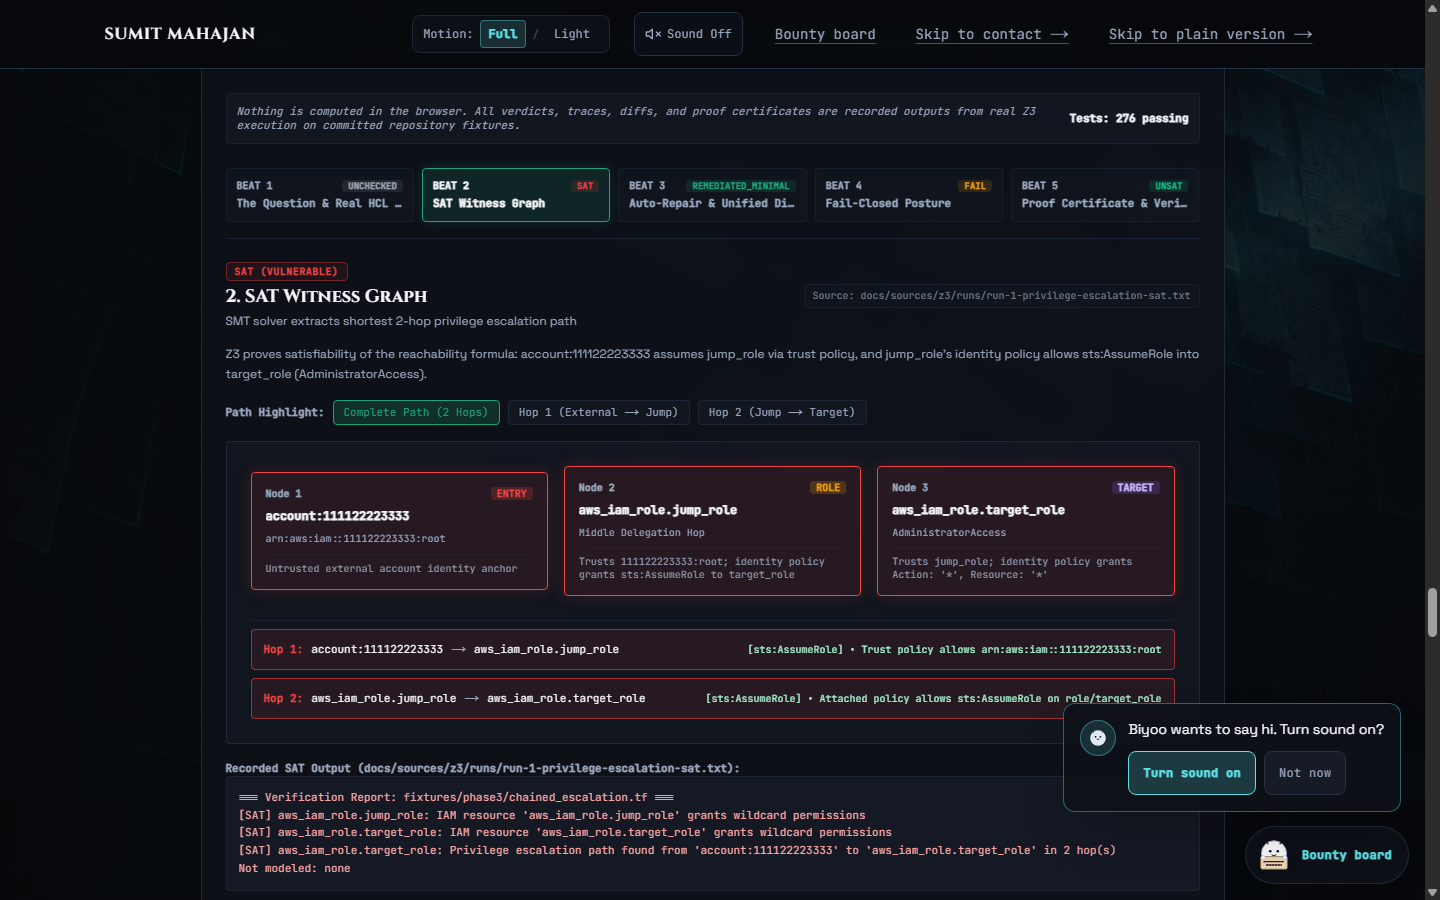 SUMIT MAHAJAN
Motion: Full / Light
Sound Off
Bounty board
Skip to contact →
Skip to plain version →
Nothing is computed in the browser. All verdicts, traces, diffs, and proof certificates are recorded outputs from real Z3
execution on committed repository fixtures.
Tests: 276 passing
BEAT 1 UNCHECKED
The Question & Real HCL …
BEAT 2 SAT
SAT Witness Graph
BEAT 3 REMEDIATED_MINIMAL
Auto-Repair & Unified Di…
BEAT 4 FAIL
Fail-Closed Posture
BEAT 5 UNSAT
Proof Certificate & Veri…
SAT (VULNERABLE)
2. SAT Witness Graph
Source: docs/sources/z3/runs/run-1-privilege-escalation-sat.txt
SMT solver extracts shortest 2-hop privilege escalation path
Z3 proves satisfiability of the reachability formula: account:111122223333 assumes jump_role via trust policy, and jump_role's identity policy allows sts:AssumeRole into
target_role (AdministratorAccess).
Path Highlight: Complete Path (2 Hops) Hop 1 (External → Jump) Hop 2 (Jump → Target)
Node 1 ENTRY
account:111122223333
arn:aws:iam::111122223333:root
Untrusted external account identity anchor
Node 2 ROLE
aws_iam_role.jump_role
Middle Delegation Hop
Trusts 111122223333:root; identity policy
grants sts:AssumeRole to target_role
Node 3 TARGET
aws_iam_role.target_role
AdministratorAccess
Trusts jump_role; identity policy grants
Action: '*', Resource: '*'
Hop 1: account:111122223333 → aws_iam_role.jump_role [sts:AssumeRole] • Trust policy allows arn:aws:iam::111122223333:root
Hop 2: aws_iam_role.jump_role → aws_iam_role.target_role [sts:AssumeRole] • Attached policy allows sts:AssumeRole on role/target_role
Biyoo wants to say hi. Turn sound on?
Turn sound on
Not now
Recorded SAT Output (docs/sources/z3/runs/run-1-privilege-escalation-sat.txt):
=== Verification Report: fixtures/phase3/chained_escalation.tf ===
[SAT] aws_iam_role.jump_role: IAM resource 'aws_iam_role.jump_role' grants wildcard permissions
[SAT] aws_iam_role.target_role: IAM resource 'aws_iam_role.target_role' grants wildcard permissions
[SAT] aws_iam_role.target_role: Privilege escalation path found from 'account:111122223333' to 'aws_iam_role.target_role' in 2 hop(s)
Not modeled: none
Bounty board